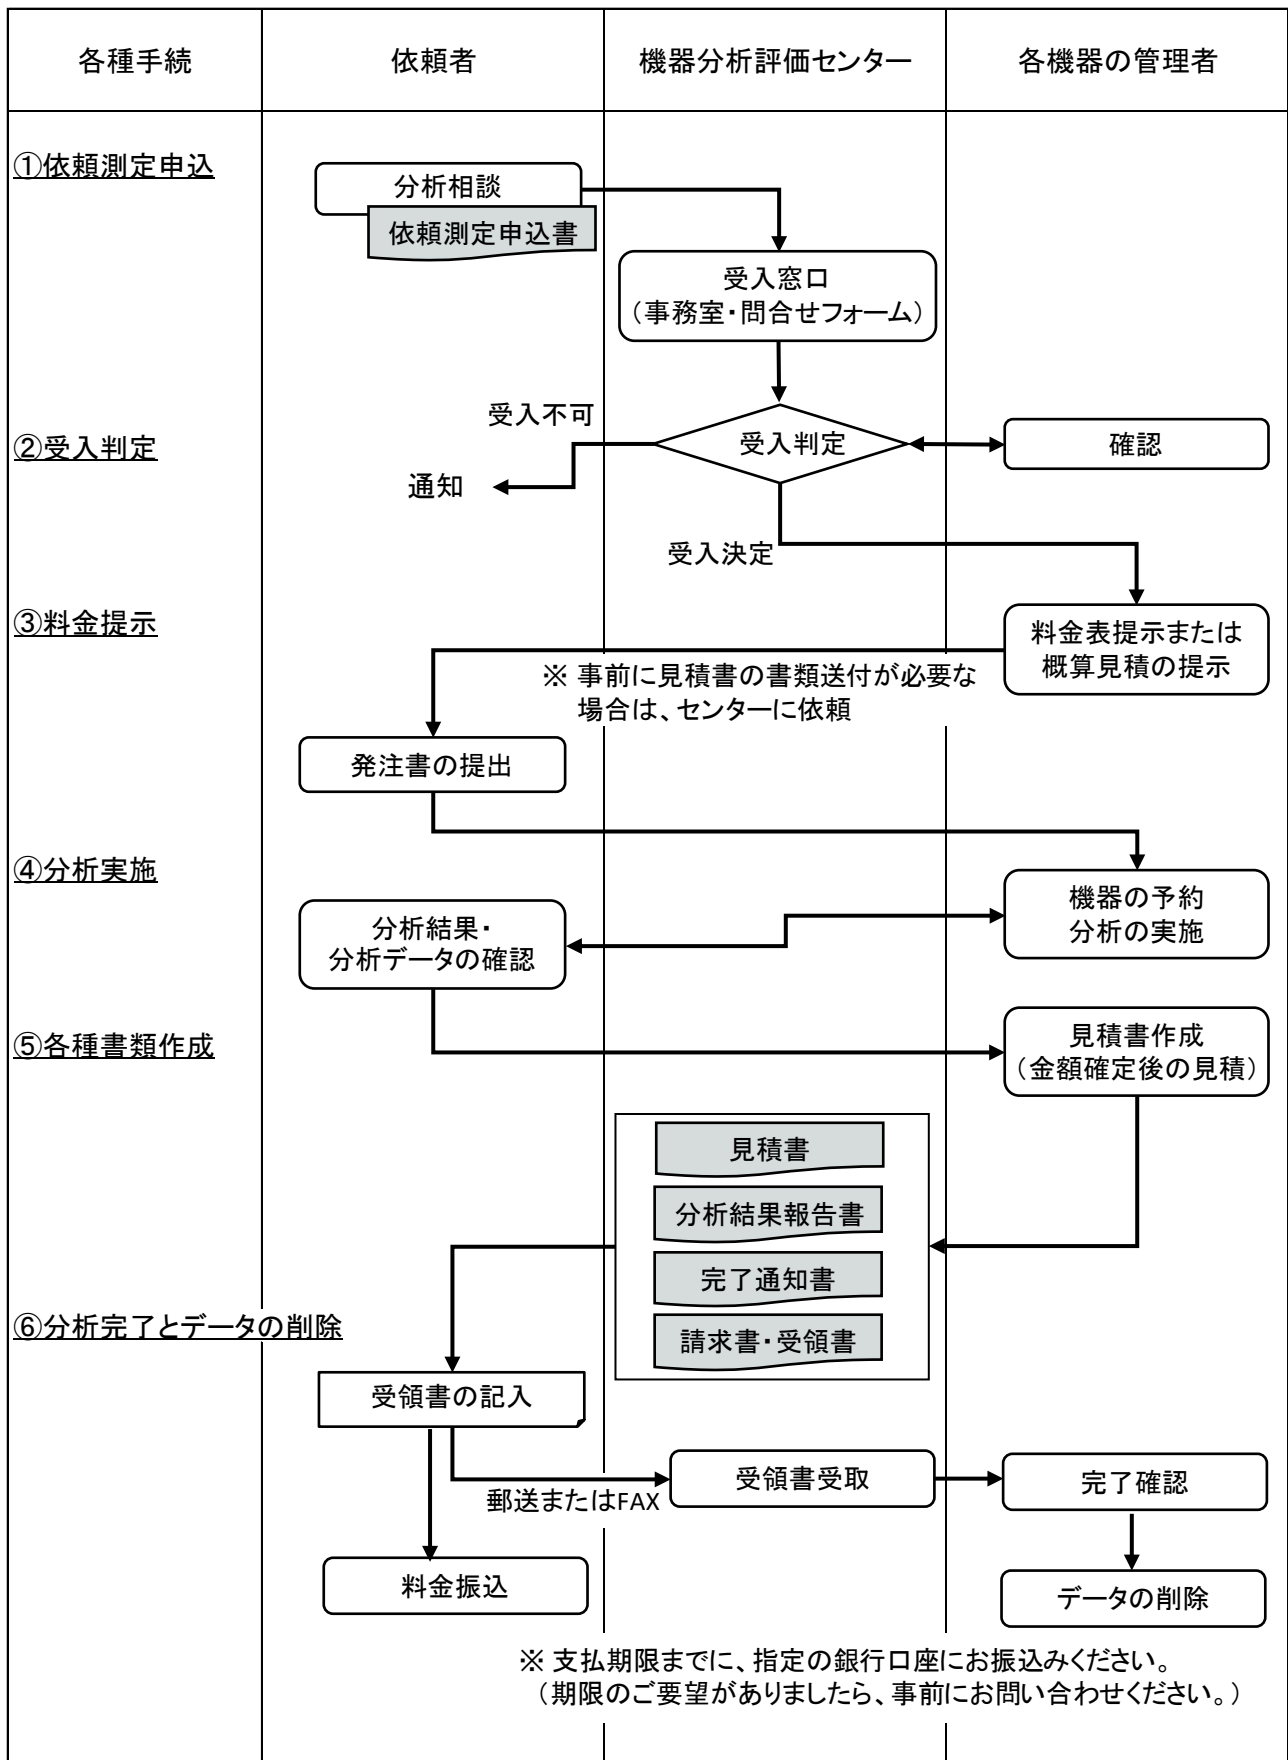 各種手続
依頼者
機器分析評価センター
各機器の管理者
①依頼測定申込
分析相談
依頼測定申込書
受入窓口
（事務室・問合せフォーム）
②受入判定
受入不可
受入判定
確認
通知
受入決定
③料金提示
料金表提示または
概算見積の提示
※ 事前に見積書の書類送付が必要な
場合は、センターに依頼
発注書の提出
④分析実施
機器の予約
分析の実施
分析結果・
分析データの確認
⑤各種書類作成
見積書作成
（金額確定後の見積）
見積書
分析結果報告書
完了通知書
請求書・受領書
⑥分析完了とデータの削除
受領書の記入
郵送またはFAX
受領書受取
完了確認
料金振込
データの削除
※ 支払期限までに、指定の銀行口座にお振込みください。
（期限のご要望がありましたら、事前にお問い合わせください。）